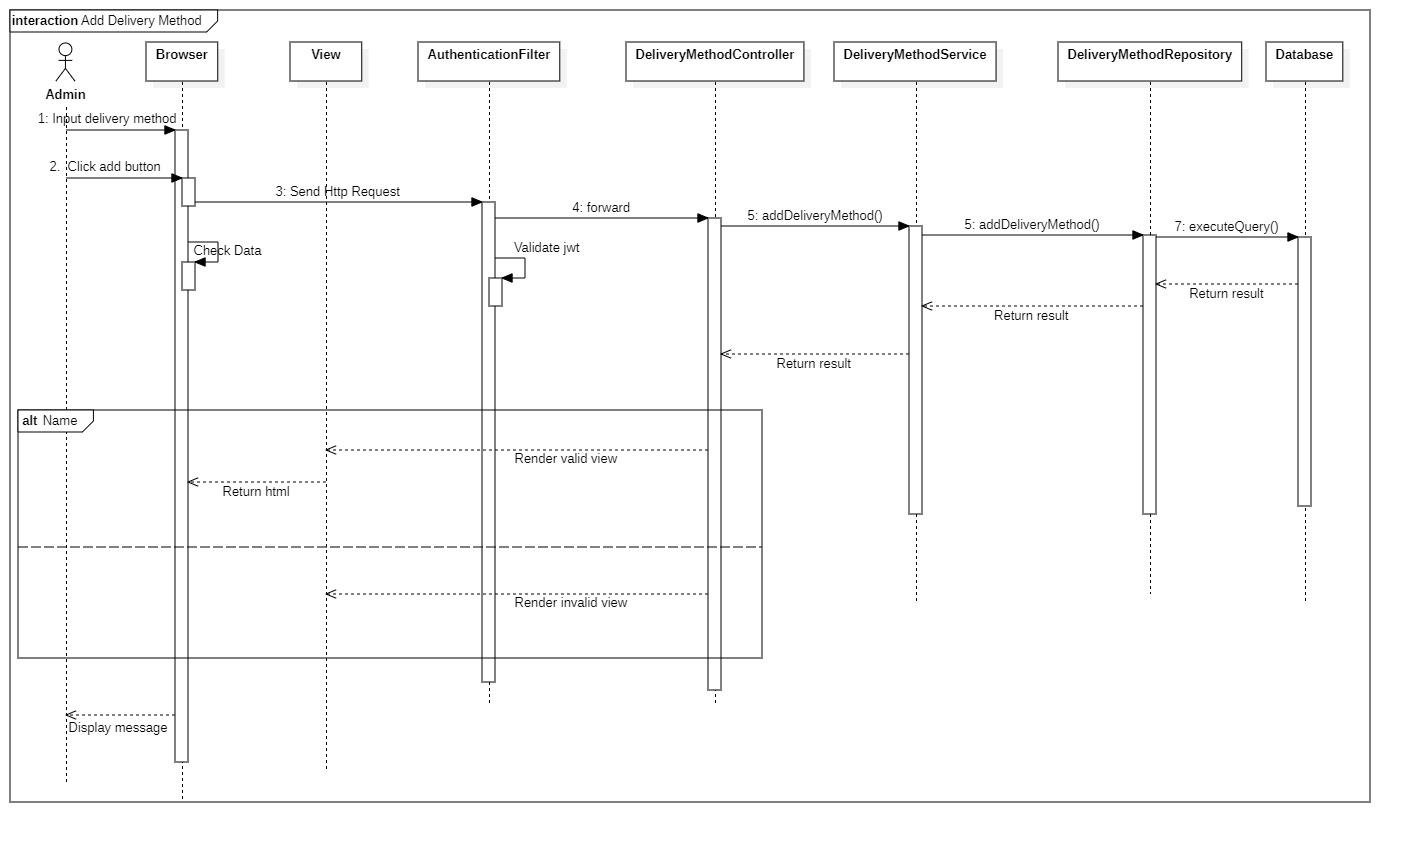 interaction Add Delivery Method
Browser
View
AuthenticationFilter
DeliveryMethodController
DeliveryMethodService
DeliveryMethodRepository
Database
Admin
1: Input delivery method
2. Click add button
3: Send Http Request
4: forward
5: addDeliveryMethod()
5: addDeliveryMethod()
7: executeQuery()
Check Data
Validate jwt
Return result
Return result
Return result
alt Name
Render valid view
Return html
Render invalid view
Display message